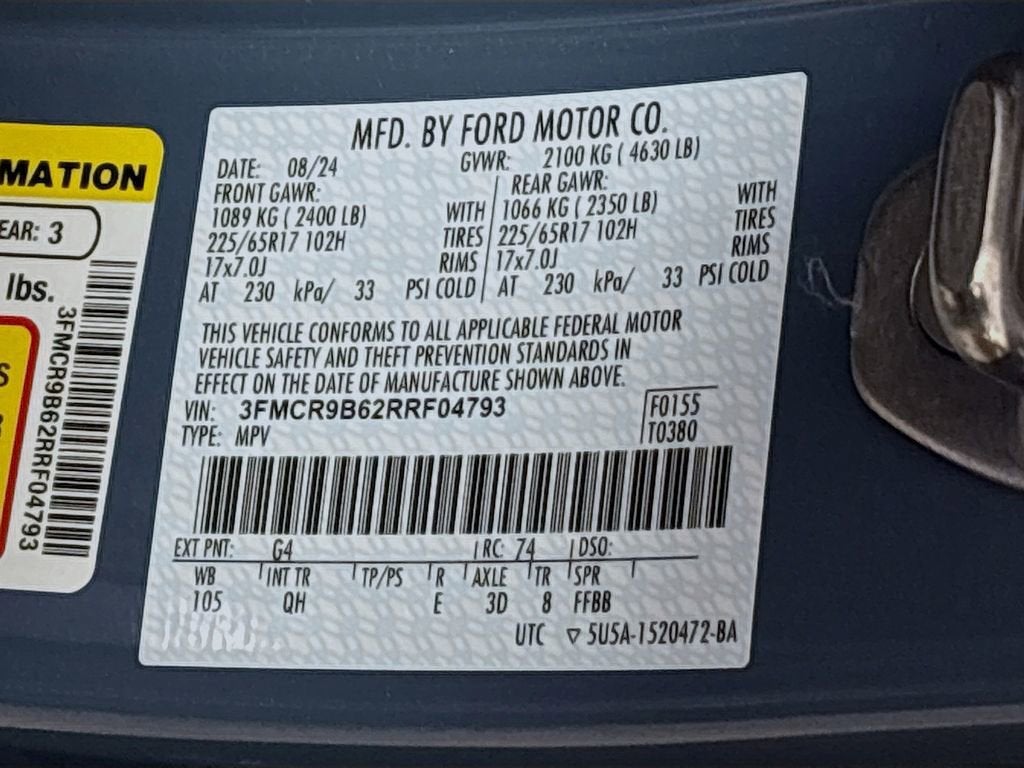 MATION
EAR: 3
lbs.
S
3FMCR9B62RRF04793
MFD. BY FORD MOTOR CO.
DATE: 08/24 GVWR: 2100 KG ( 4630 LB)
FRONT GAWR: REAR GAWR:
1089 KG ( 2400 LB) WITH 1066 KG ( 2350 LB) WITH
225/65R17 102H TIRES 225/65R17 102H TIRES
17x7.0J RIMS 17x7.0J RIMS
AT 230 kPa/ 33 PSI COLD AT 230 kPa/ 33 PSI COLD
THIS VEHICLE CONFORMS TO ALL APPLICABLE FEDERAL MOTOR
VEHICLE SAFETY AND THEFT PREVENTION STANDARDS IN
EFFECT ON THE DATE OF MANUFACTURE SHOWN ABOVE.
VIN: 3FMCR9B62RRF04793 F0155
TYPE: MPV T0380
EXT PNT: G4 RC: 74 DSO:
WB INT TR TP/PS R AXLE TR SPR
105 QH E 3D 8 FFBB
UTC ▽ 5U5A-1520472-BA